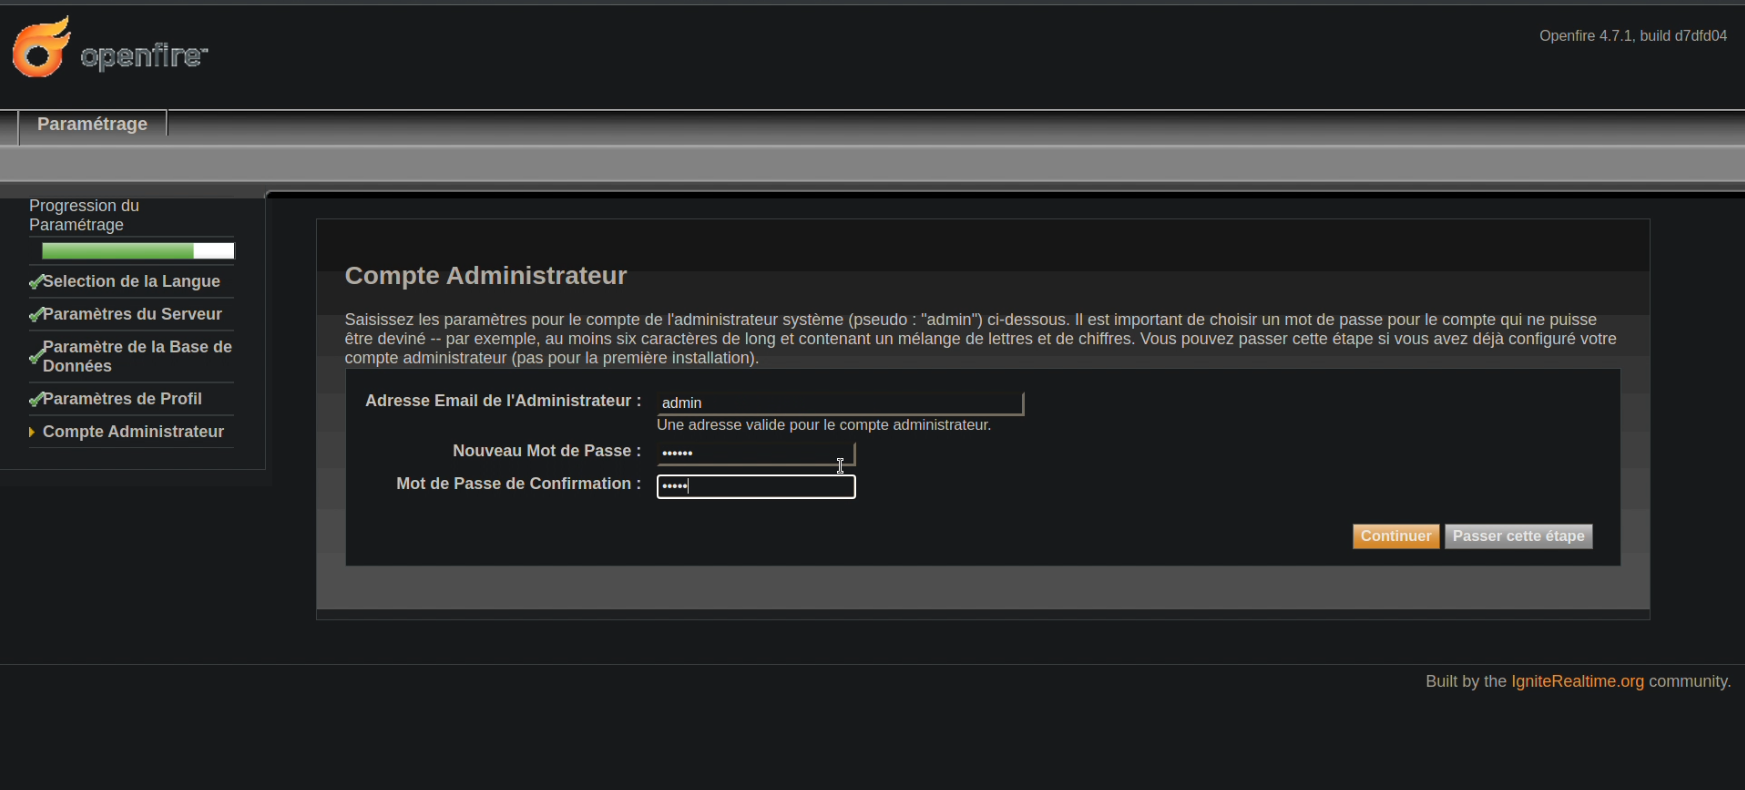 openfire™
Openfire 4.7.1, build d7dfd04
Paramétrage
Progression du
Paramétrage
Selection de la Langue
Paramètres du Serveur
Paramètre de la Base de
Données
Paramètres de Profil
Compte Administrateur
Compte Administrateur
Saisissez les paramètres pour le compte de l'administrateur système (pseudo : "admin") ci-dessous. Il est important de choisir un mot de passe pour le compte qui ne puisse
être deviné -- par exemple, au moins six caractères de long et contenant un mélange de lettres et de chiffres. Vous pouvez passer cette étape si vous avez déjà configuré votre
compte administrateur (pas pour la première installation).
Adresse Email de l'Administrateur : admin
Une adresse valide pour le compte administrateur.
Nouveau Mot de Passe : ••••••
Mot de Passe de Confirmation : •••••
Continuer Passer cette étape
Built by the IgniteRealtime.org community.